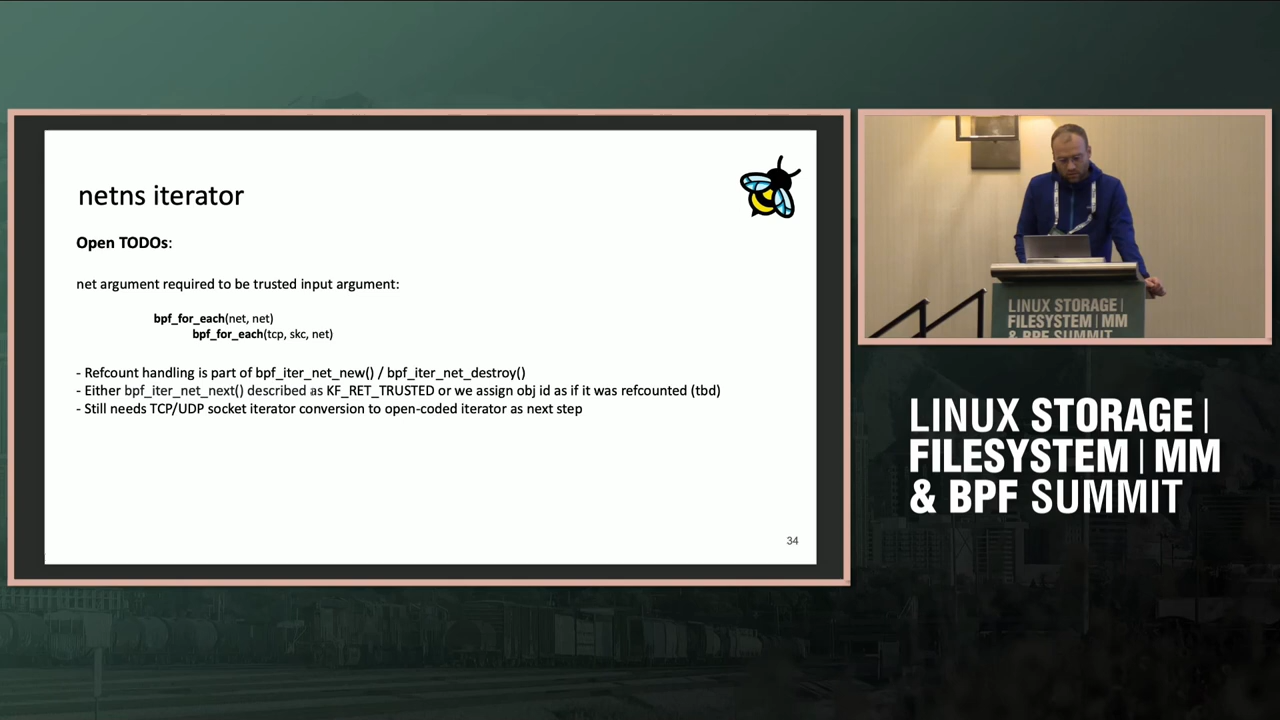 netns iterator
Open TODOs:
net argument required to be trusted input argument:
bpf_for_each(net, net)
bpf_for_each(tcp, skc, net)
- Refcount handling is part of bpf_iter_net_new() / bpf_iter_net_destroy()
- Either bpf_iter_net_next() described as KF_RET_TRUSTED or we assign obj id as if it was refcounted (tbd)
- Still needs TCP/UDP socket iterator conversion to open-coded iterator as next step
34
LINUX STORAGE |
FILESYSTEM | MM
& BPF SUMMIT
LINUX STORAGE |
FILESYSTEM | MM
& BPF SUMMIT